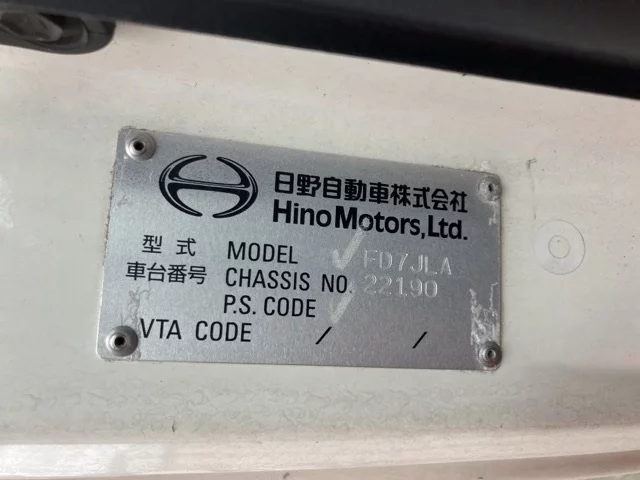 日野自動車株式会社
Hino Motors, Ltd.
型式 MODEL FD7JLA
車台番号 CHASSIS NO. 22190
P.S. CODE
VTA CODE / /